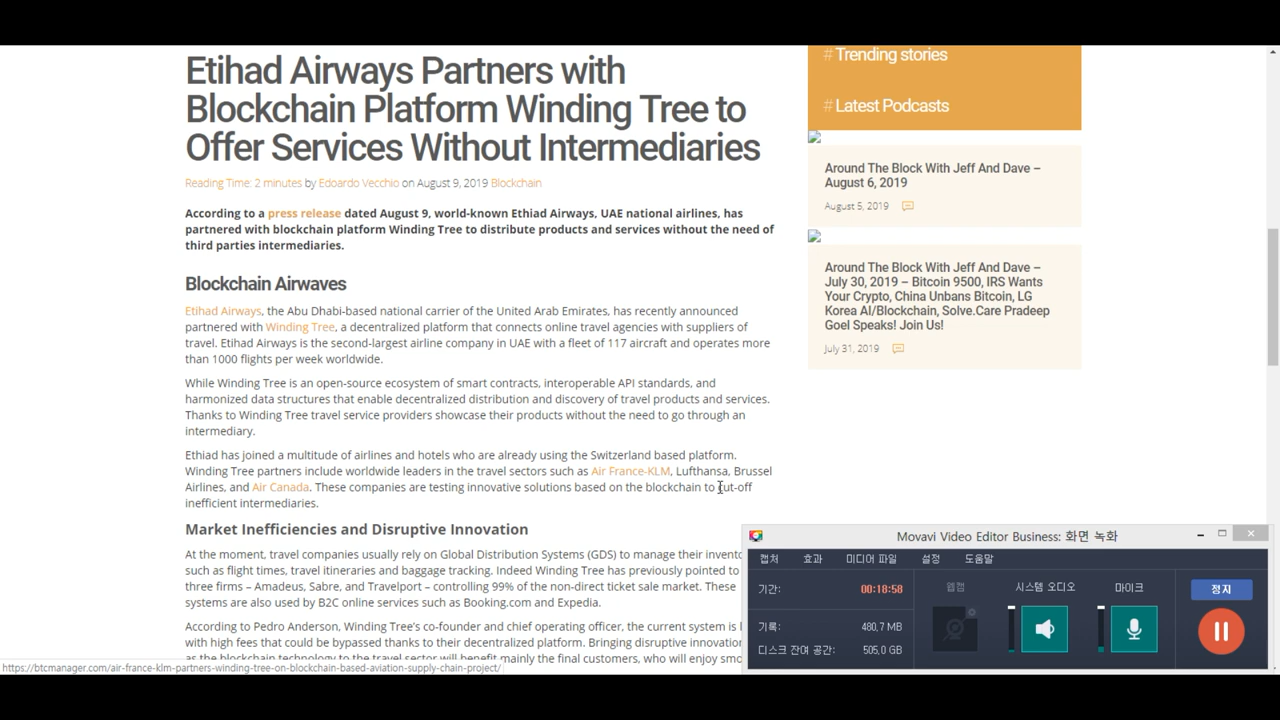 Etihad Airways Partners with
Blockchain Platform Winding Tree to
Offer Services Without Intermediaries
Reading Time: 2 minutes by Edoardo Vecchio on August 9, 2019 Blockchain
According to a press release dated August 9, world-known Ethiad Airways, UAE national airlines, has
partnered with blockchain platform Winding Tree to distribute products and services without the need of
third parties intermediaries.
Blockchain Airwaves
Etihad Airways, the Abu Dhabi-based national carrier of the United Arab Emirates, has recently announced
partnered with Winding Tree, a decentralized platform that connects online travel agencies with suppliers of
travel. Etihad Airways is the second-largest airline company in UAE with a fleet of 117 aircraft and operates more
than 1000 flights per week worldwide.
While Winding Tree is an open-source ecosystem of smart contracts, interoperable API standards, and
harmonized data structures that enable decentralized distribution and discovery of travel products and services.
Thanks to Winding Tree travel service providers showcase their products without the need to go through an
intermediary.
Ethiad has joined a multitude of airlines and hotels who are already using the Switzerland based platform.
Winding Tree partners include worldwide leaders in the travel sectors such as Air France-KLM, Lufthansa, Brussel
Airlines, and Air Canada. These companies are testing innovative solutions based on the blockchain to cut-off
inefficient intermediaries.
Market Inefficiencies and Disruptive Innovation
At the moment, travel companies usually rely on Global Distribution Systems (GDS) to manage their invento
such as flight times, travel itineraries and baggage tracking. Indeed Winding Tree has previously pointed to
three firms – Amadeus, Sabre, and Travelport – controlling 99% of the non-direct ticket sale market. These
systems are also used by B2C online services such as Booking.com and Expedia.
According to Pedro Anderson, Winding Tree's co-founder and chief operating officer, the current system is
with high fees that could be bypassed thanks to their decentralized platform. Bringing disruptive innovation
as the blockchain technology to the travel sector will benefit mainly the final customers, who will enjoy smo
https://btcmanager.com/air-france-klm-partners-winding-tree-on-blockchain-based-aviation-supply-chain-project/
# Trending stories
# Latest Podcasts
Around The Block With Jeff And Dave –
August 6, 2019
August 5, 2019
Around The Block With Jeff And Dave –
July 30, 2019 – Bitcoin 9500, IRS Wants
Your Crypto, China Unbans Bitcoin, LG
Korea AI/Blockchain, Solve.Care Pradeep
Goel Speaks! Join Us!
July 31, 2019
Movavi Video Editor Business: 화면 녹화
캡처 효과 미디어 파일 설정 도움말
기간: 00:18:58
웹캠 시스템 오디오 마이크 정지
기록: 480,7 MB
디스크 잔여 공간: 505,0 GB